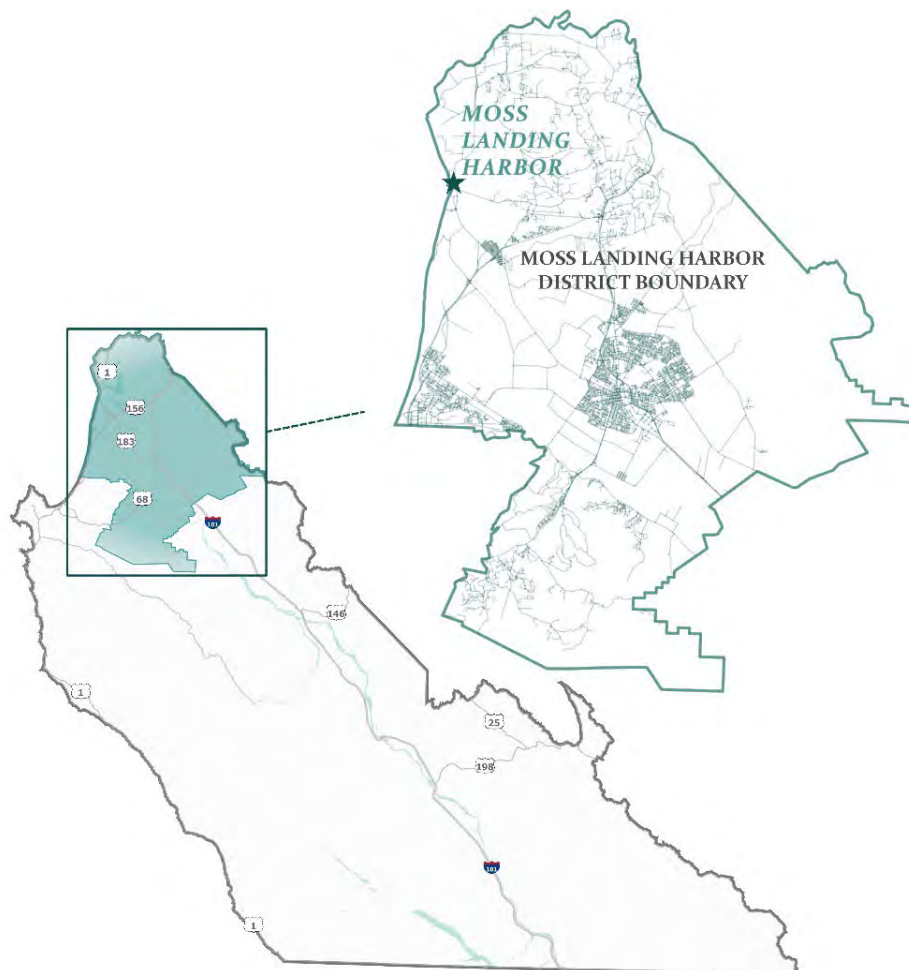 MOSS
LANDING
HARBOR
MOSS LANDING HARBOR
DISTRICT BOUNDARY
1
156
183
68
101
146
1
25
198
101
1